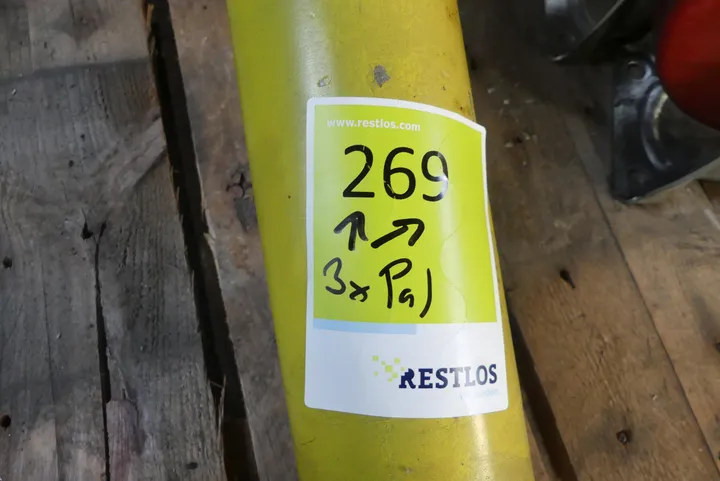 www.restlos.com
269
↑ ↗
3x Pal
RESTLOS